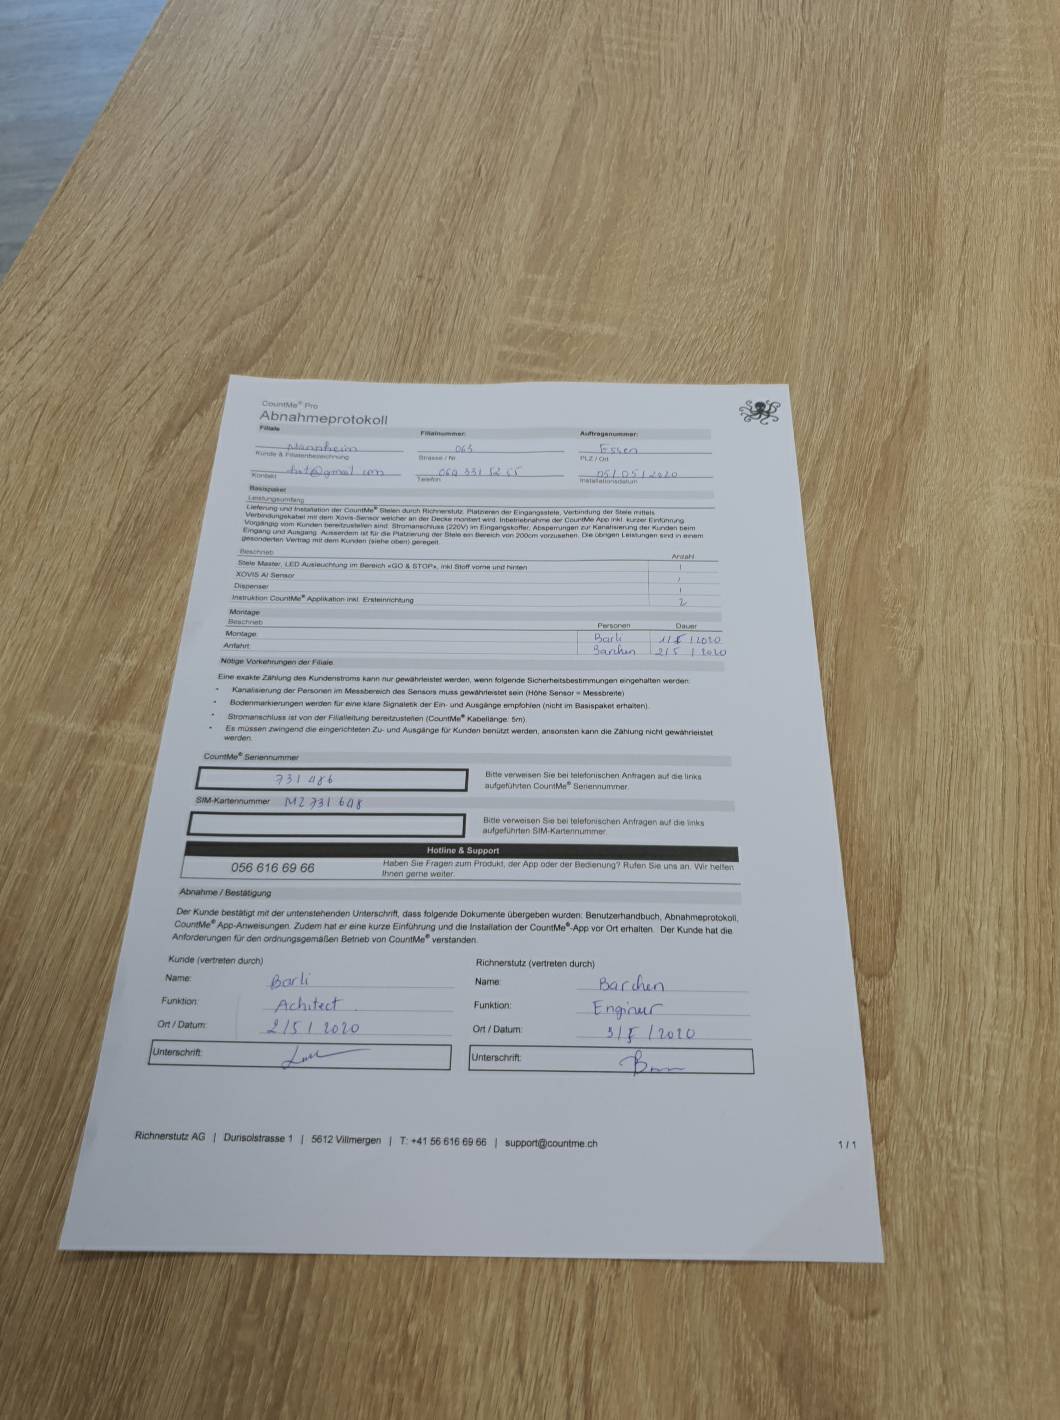 CountMe® Pro
Abnahmeprotokoll
Filiale Filialnummer: Auftragsnummer:
Mannheim 063 Essen
Kunde & Filialenbezeichnung Strasse / Nr. PLZ / Ort
@gmail com 069 331 52 55 05/05/2020
Kontakt Telefon Installationsdatum
Basispaket
Leistungsumfang
Lieferung und Installation der CountMe® Stelen durch Richnerstutz. Platzieren der Eingangsstele, Verbindung der Stele mittels
Verbindungskabel mit dem Xovis-Sensor welcher an der Decke montiert wird. Inbetriebnahme der CountMe App inkl. kurzer Einführung.
Vorgängig vom Kunden bereitzustellen sind: Stromanschluss (220V) im Eingangskoffer, Absperrungen zur Kanalisierung der Kunden beim
Eingang und Ausgang. Ausserdem ist für die Platzierung der Stele ein Bereich von 200cm vorzusehen. Die übrigen Leistungen sind in einem
gesonderten Vertrag mit dem Kunden (siehe oben) geregelt.
Beschrieb Anzahl
Stele Master, LED Ausleuchtung im Bereich «GO & STOP», inkl Stoff vorne und hinten 1
XOVIS AI Sensor 1
Dispenser 1
Instruktion CountMe® Applikation inkl. Ersteinrichtung 2
Montage
Beschrieb Personen Dauer
Montage Barli 1/5/2020
Anfahrt Barchen 2/5/2020
Nötige Vorkehrungen der Filiale
Eine exakte Zählung des Kundenstroms kann nur gewährleistet werden, wenn folgende Sicherheitsbestimmungen eingehalten werden:
• Kanalisierung der Personen im Messbereich des Sensors muss gewährleistet sein (Höhe Sensor = Messbreite)
• Bodenmarkierungen werden für eine klare Signaletik der Ein- und Ausgänge empfohlen (nicht im Basispaket erhalten).
• Stromanschluss ist von der Filialleitung bereitzustellen (CountMe® Kabellänge: 5m).
• Es müssen zwingend die eingerichteten Zu- und Ausgänge für Kunden benützt werden, ansonsten kann die Zählung nicht gewährleistet
werden.
CountMe® Seriennummer
731 486 Bitte verweisen Sie bei telefonischen Anfragen auf die links
aufgeführten CountMe® Seriennummer.
SIM-Kartennummer MZ 731 648
Bitte verweisen Sie bei telefonischen Anfragen auf die links
aufgeführten SIM-Kartennummer.
Hotline & Support
056 616 69 66 Haben Sie Fragen zum Produkt, der App oder der Bedienung? Rufen Sie uns an. Wir helfen
Ihnen gerne weiter.
Abnahme / Bestätigung
Der Kunde bestätigt mit der untenstehenden Unterschrift, dass folgende Dokumente übergeben wurden: Benutzerhandbuch, Abnahmeprotokoll,
CountMe® App-Anweisungen. Zudem hat er eine kurze Einführung und die Installation der CountMe®-App vor Ort erhalten. Der Kunde hat die
Anforderungen für den ordnungsgemäßen Betrieb von CountMe® verstanden.
Kunde (vertreten durch) Richnerstutz (vertreten durch)
Name: Barli Name: Barchen
Funktion: Achitect Funktion: Enginur
Ort / Datum: 2/5/2020 Ort / Datum: 3/5/2020
Unterschrift: Unterschrift:
Richnerstutz AG | Durisolstrasse 1 | 5612 Villmergen | T: +41 56 616 69 66 | support@countme.ch 1 / 1